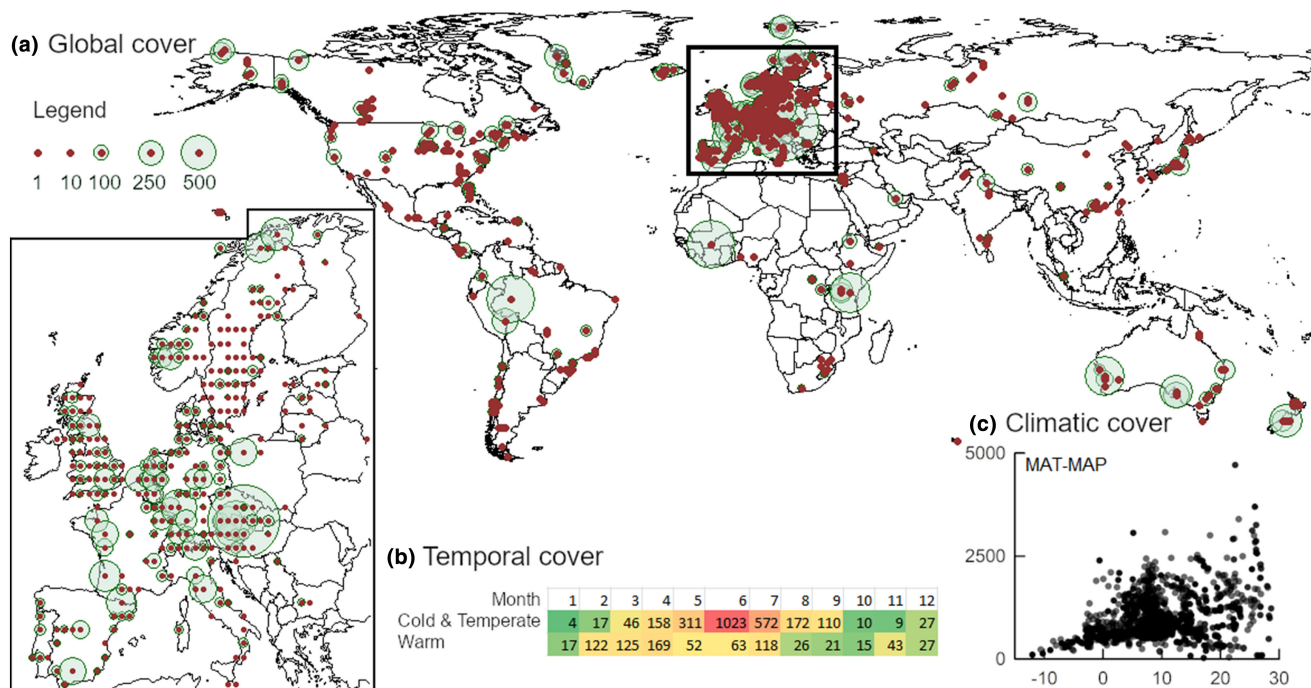 (a) Global cover
Legend
1 10 100 250 500
(b) Temporal cover
Month 1 2 3 4 5 6 7 8 9 10 11 12
Cold & Temperate 4 17 46 158 311 1023 572 172 110 10 9 27
Warm 17 122 125 169 52 63 118 26 21 15 43 27
(c) Climatic cover
5000
MAT-MAP
2500
0
-10 0 10 20 30